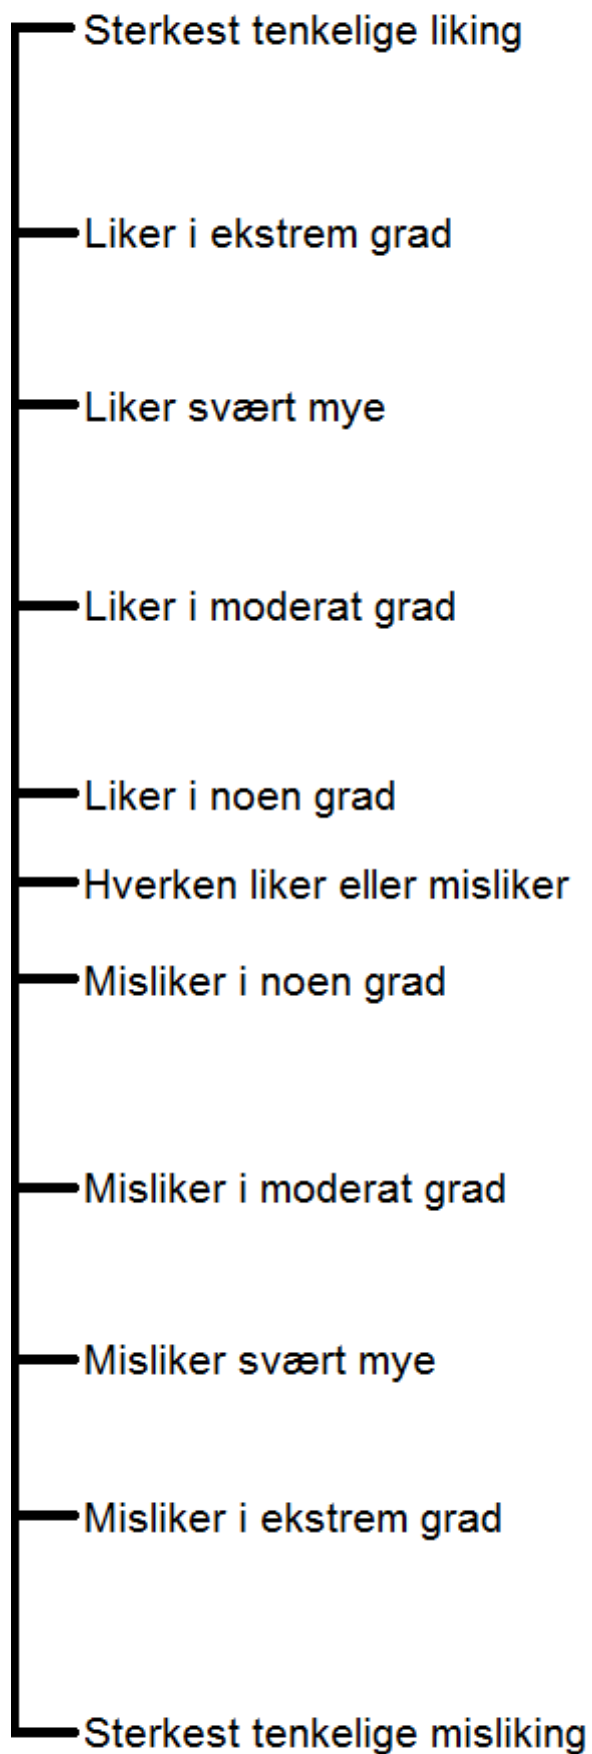 Sterkest tenkelige liking
Liker i ekstrem grad
Liker svært mye
Liker i moderat grad
Liker i noen grad
Hverken liker eller misliker
Misliker i noen grad
Misliker i moderat grad
Misliker svært mye
Misliker i ekstrem grad
Sterkest tenkelige misliking